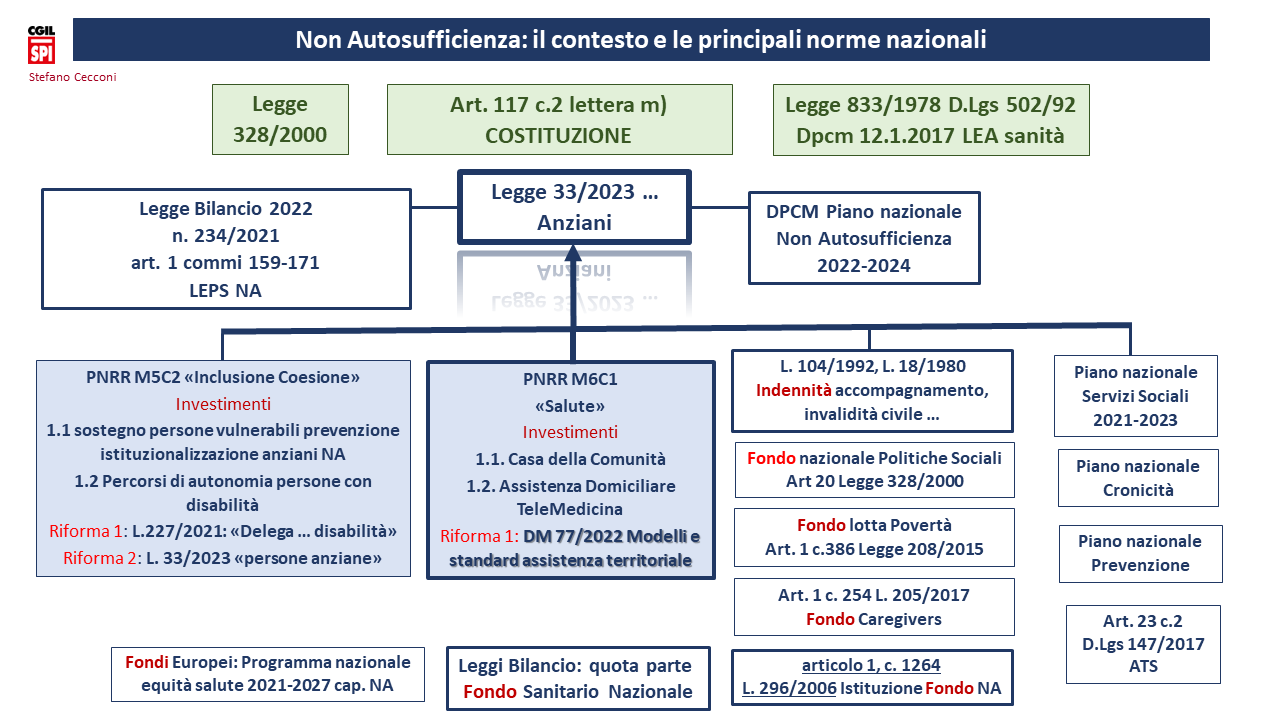 CGIL
SPI
Stefano Cecconi
Non Autosufficienza: il contesto e le principali norme nazionali
Legge
328/2000
Art. 117 c.2 lettera m)
COSTITUZIONE
Legge 833/1978 D.Lgs 502/92
Dpcm 12.1.2017 LEA sanità
Legge Bilancio 2022
n. 234/2021
art. 1 commi 159-171
LEPS NA
Legge 33/2023 ...
Anziani
DPCM Piano nazionale
Non Autosufficienza
2022-2024
PNRR M5C2 «Inclusione Coesione»
Investimenti
1.1 sostegno persone vulnerabili prevenzione
istituzionalizzazione anziani NA
1.2 Percorsi di autonomia persone con
disabilità
Riforma 1: L.227/2021: «Delega ... disabilità»
Riforma 2: L. 33/2023 «persone anziane»
PNRR M6C1
«Salute»
Investimenti
1.1. Casa della Comunità
1.2. Assistenza Domiciliare
TeleMedicina
Riforma 1: DM 77/2022 Modelli e
standard assistenza territoriale
L. 104/1992, L. 18/1980
Indennità accompagnamento,
invalidità civile ...
Fondo nazionale Politiche Sociali
Art 20 Legge 328/2000
Fondo lotta Povertà
Art. 1 c.386 Legge 208/2015
Art. 1 c. 254 L. 205/2017
Fondo Caregivers
articolo 1, c. 1264
L. 296/2006 Istituzione Fondo NA
Piano nazionale
Servizi Sociali
2021-2023
Piano nazionale
Cronicità
Piano nazionale
Prevenzione
Art. 23 c.2
D.Lgs 147/2017
ATS
Fondi Europei: Programma nazionale
equità salute 2021-2027 cap. NA
Leggi Bilancio: quota parte
Fondo Sanitario Nazionale